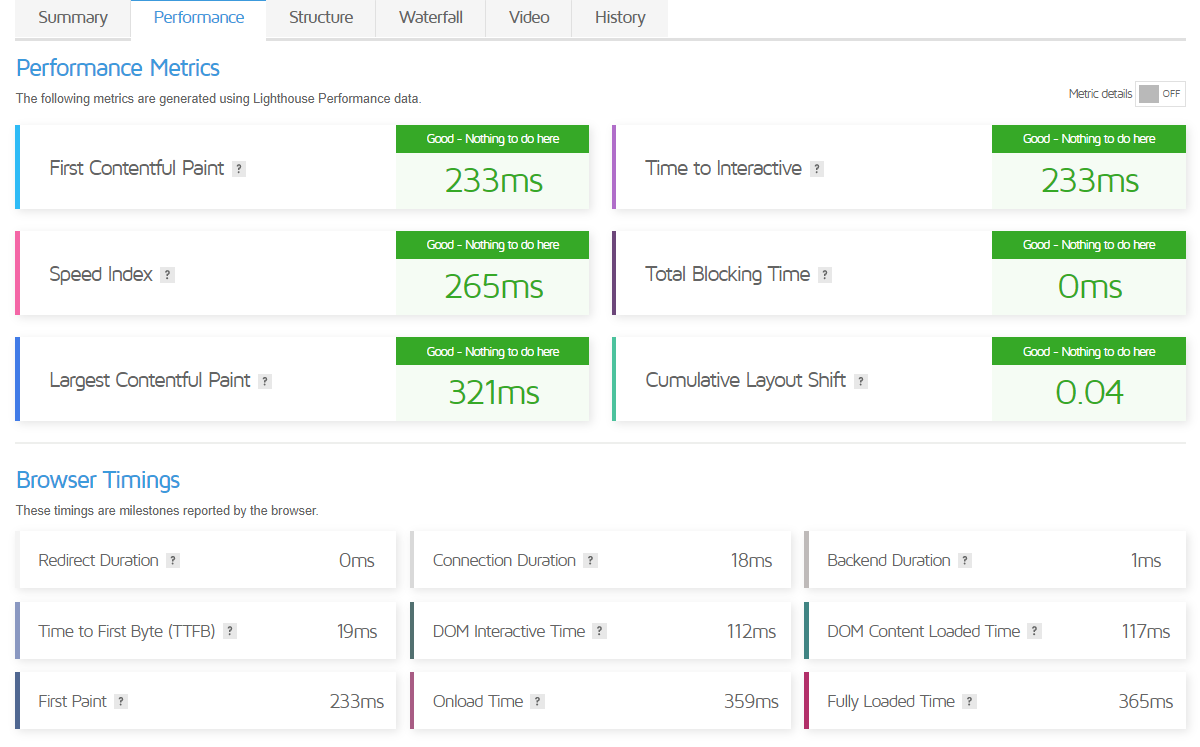 Summary Performance Structure Waterfall Video History
Performance Metrics
The following metrics are generated using Lighthouse Performance data.
Metric details OFF
First Contentful Paint ?
Good - Nothing to do here
233ms
Time to Interactive ?
Good - Nothing to do here
233ms
Speed Index ?
Good - Nothing to do here
265ms
Total Blocking Time ?
Good - Nothing to do here
0ms
Largest Contentful Paint ?
Good - Nothing to do here
321ms
Cumulative Layout Shift ?
Good - Nothing to do here
0.04
Browser Timings
These timings are milestones reported by the browser.
Redirect Duration ? 0ms
Connection Duration ? 18ms
Backend Duration ? 1ms
Time to First Byte (TTFB) ? 19ms
DOM Interactive Time ? 112ms
DOM Content Loaded Time ? 117ms
First Paint ? 233ms
Onload Time ? 359ms
Fully Loaded Time ? 365ms